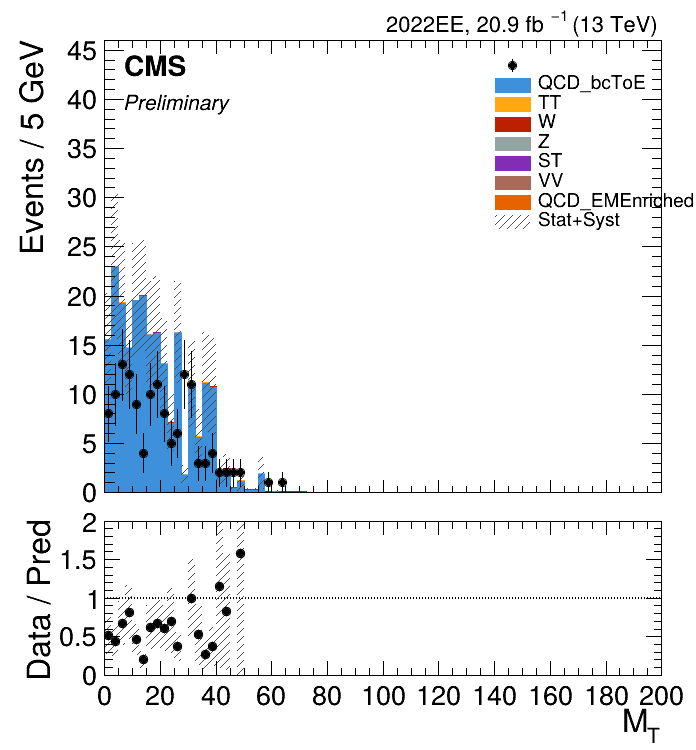 2022EE, 20.9 fb⁻¹ (13 TeV)
CMS
Preliminary
Events / 5 GeV
45
40
35
30
25
20
15
10
5
0
QCD_bcToE
TT
W
Z
ST
VV
QCD_EMEnriched
Stat+Syst
Data / Pred
2
1.5
1
0.5
0
0 20 40 60 80 100 120 140 160 180 200
M_T